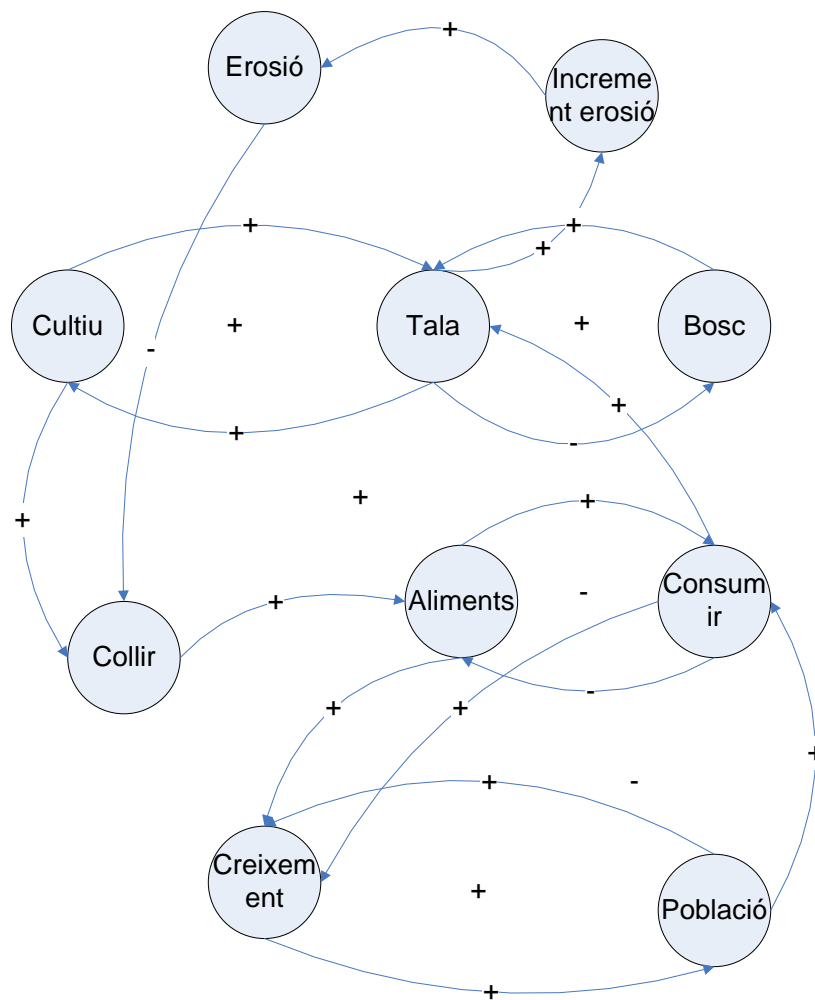 +
Erosió
Increme
nt erosió
+
+
+
Cultiu
+
Tala
+
Bosc
-
+
+
-
+
+
+
Aliments
-
Consum
ir
+
Collir
-
+
+
+
-
+
Creixem
ent
+
Població
+